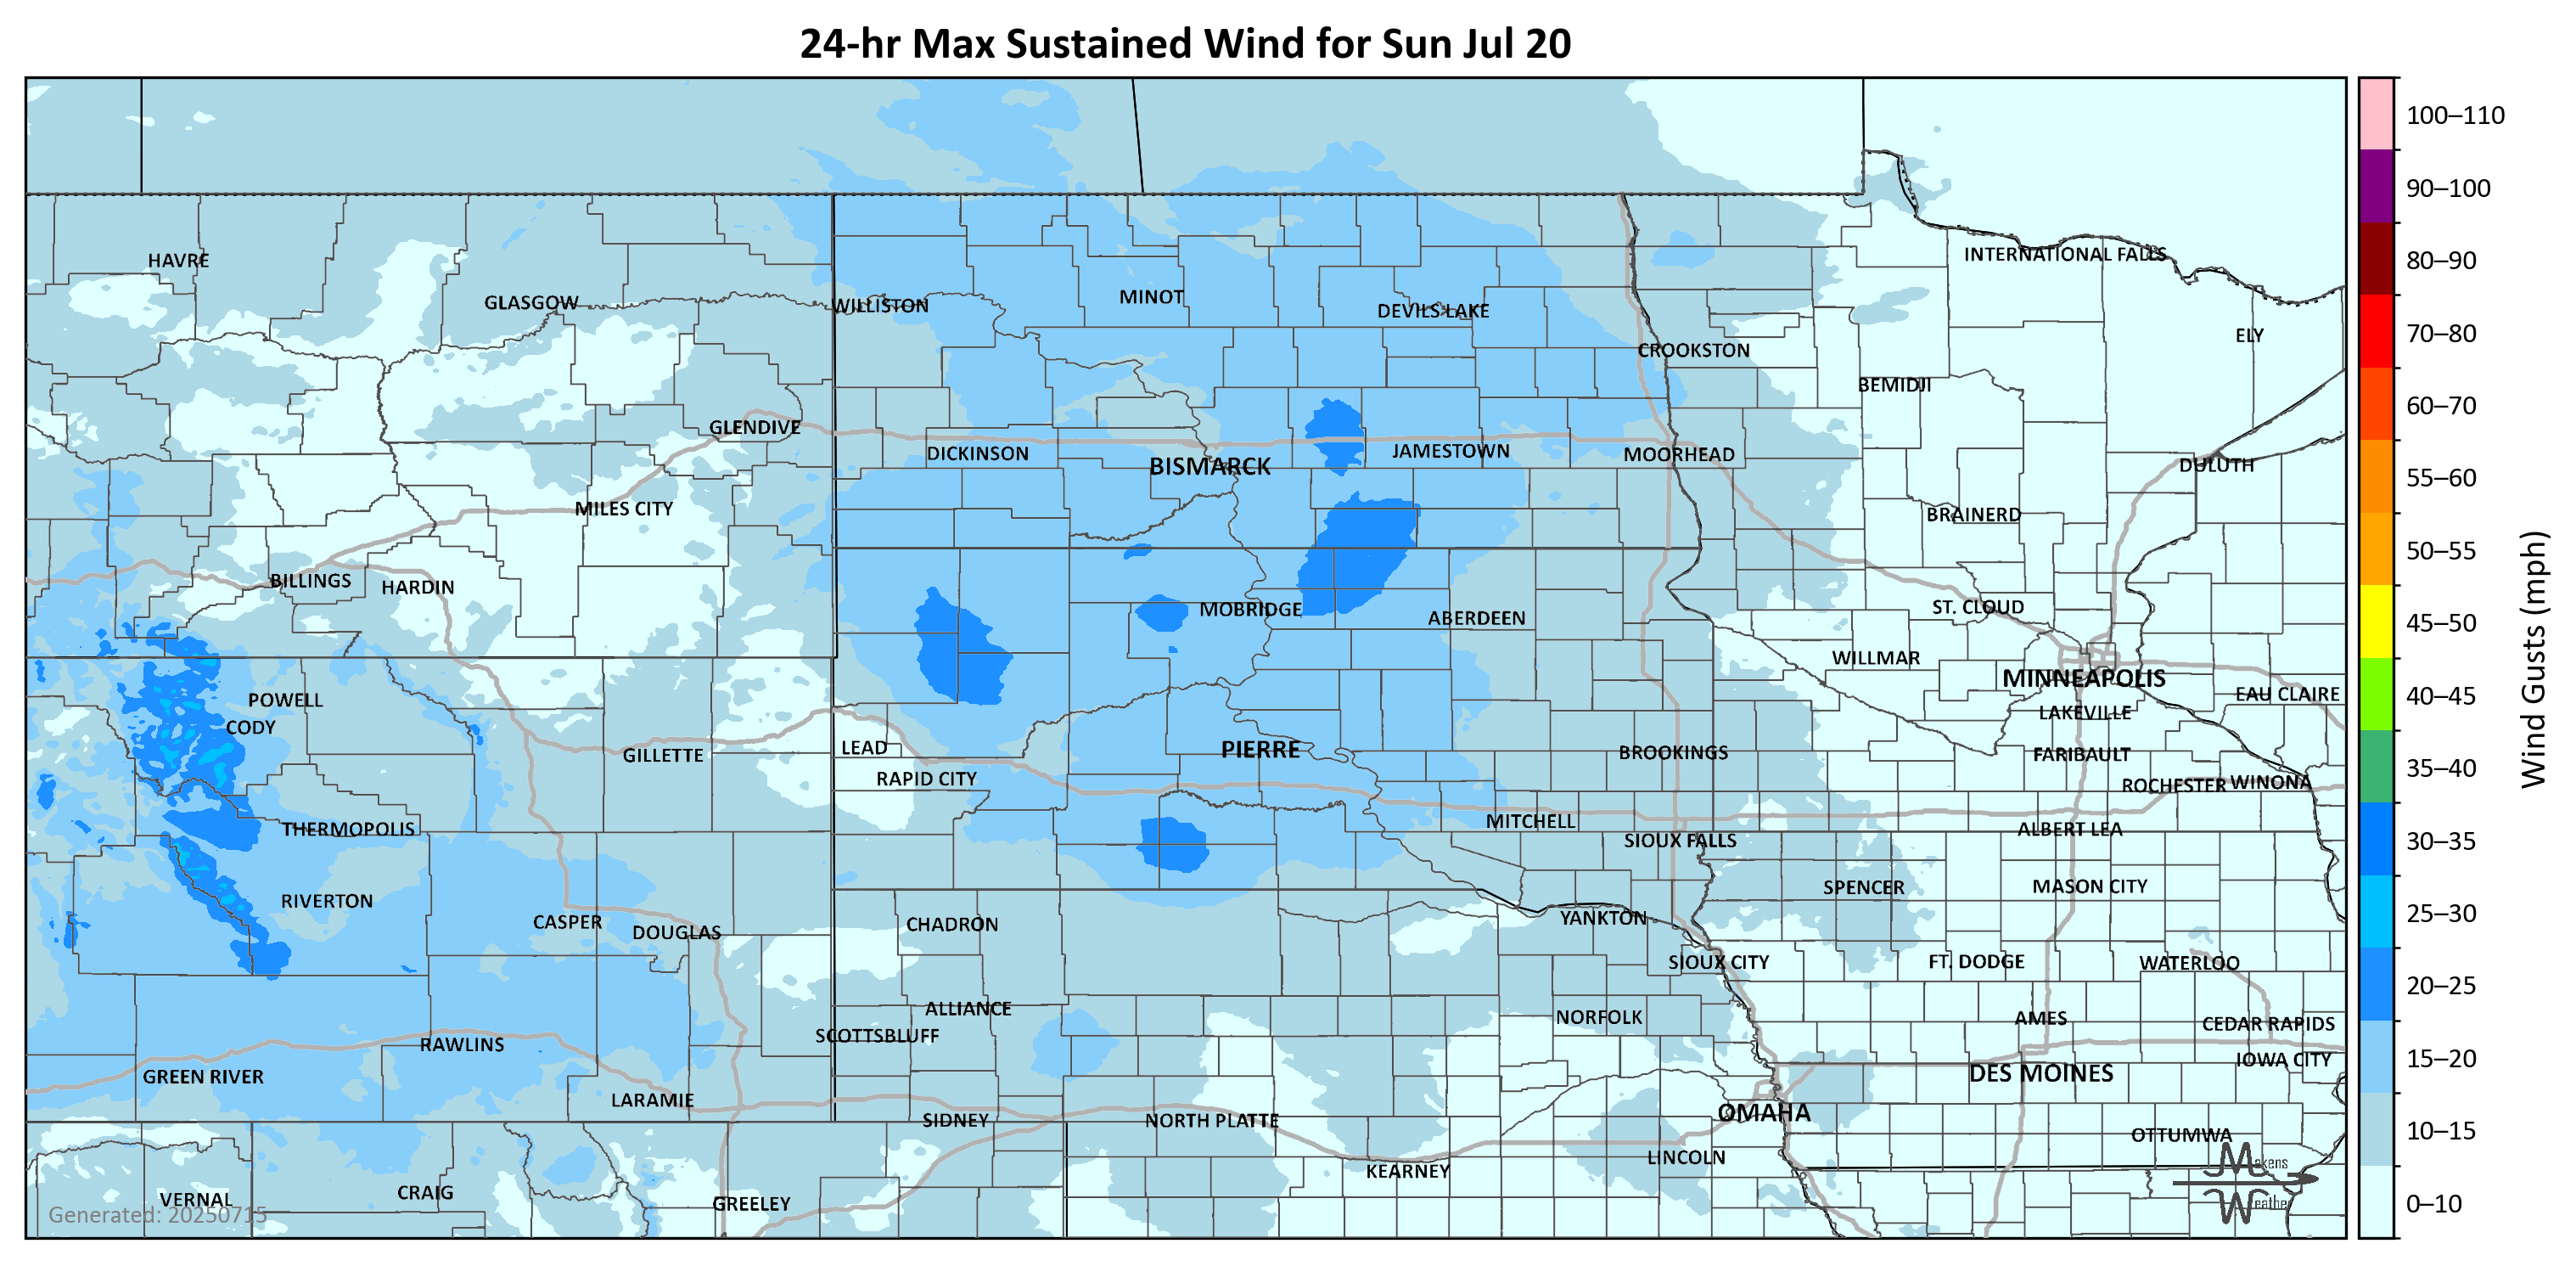 24-hr Max Sustained Wind for Sun Jul 20
100–110
90–100
80–90
70–80
60–70
55–60
50–55
45–50
40–45
35–40
30–35
25–30
20–25
15–20
10–15
0–10
Wind Gusts (mph)
HAVRE
GLASGOW
WILLISTON
MINOT
DEVILS LAKE
INTERNATIONAL FALLS
ELY
CROOKSTON
BEMIDJI
GLENDIVE
DICKINSON
BISMARCK
JAMESTOWN
MOORHEAD
DULUTH
MILES CITY
BRAINERD
BILLINGS
HARDIN
MOBRIDGE
ABERDEEN
ST. CLOUD
WILLMAR
MINNEAPOLIS
EAU CLAIRE
POWELL
CODY
LAKEVILLE
GILLETTE
LEAD
PIERRE
BROOKINGS
FARIBAULT
RAPID CITY
ROCHESTER
WINONA
THERMOPOLIS
MITCHELL
SIOUX FALLS
ALBERT LEA
RIVERTON
SPENCER
MASON CITY
CASPER
DOUGLAS
CHADRON
YANKTON
SIOUX CITY
FT. DODGE
WATERLOO
ALLIANCE
SCOTTSBLUFF
NORFOLK
AMES
CEDAR RAPIDS
RAWLINS
IOWA CITY
GREEN RIVER
DES MOINES
LARAMIE
SIDNEY
NORTH PLATTE
OMAHA
OTTUMWA
LINCOLN
KEARNEY
VERNAL
CRAIG
GREELEY
Generated: 20250715
Makens
Weather